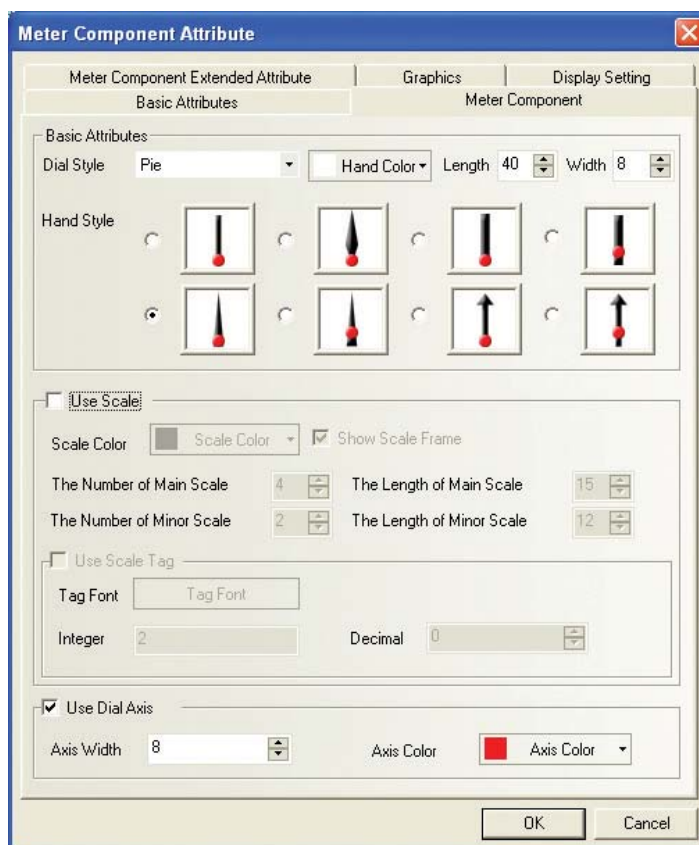 Meter Component Attribute
Meter Component Extended Attribute Graphics Display Setting
Basic Attributes Meter Component
Basic Attributes
Dial Style Pie Hand Color Length 40 Width 8
Hand Style
Use Scale
Scale Color Scale Color Show Scale Frame
The Number of Main Scale 4 The Length of Main Scale 15
The Number of Minor Scale 2 The Length of Minor Scale 12
Use Scale Tag
Tag Font Tag Font
Integer 2 Decimal 0
Use Dial Axis
Axis Width 8 Axis Color Axis Color
OK Cancel